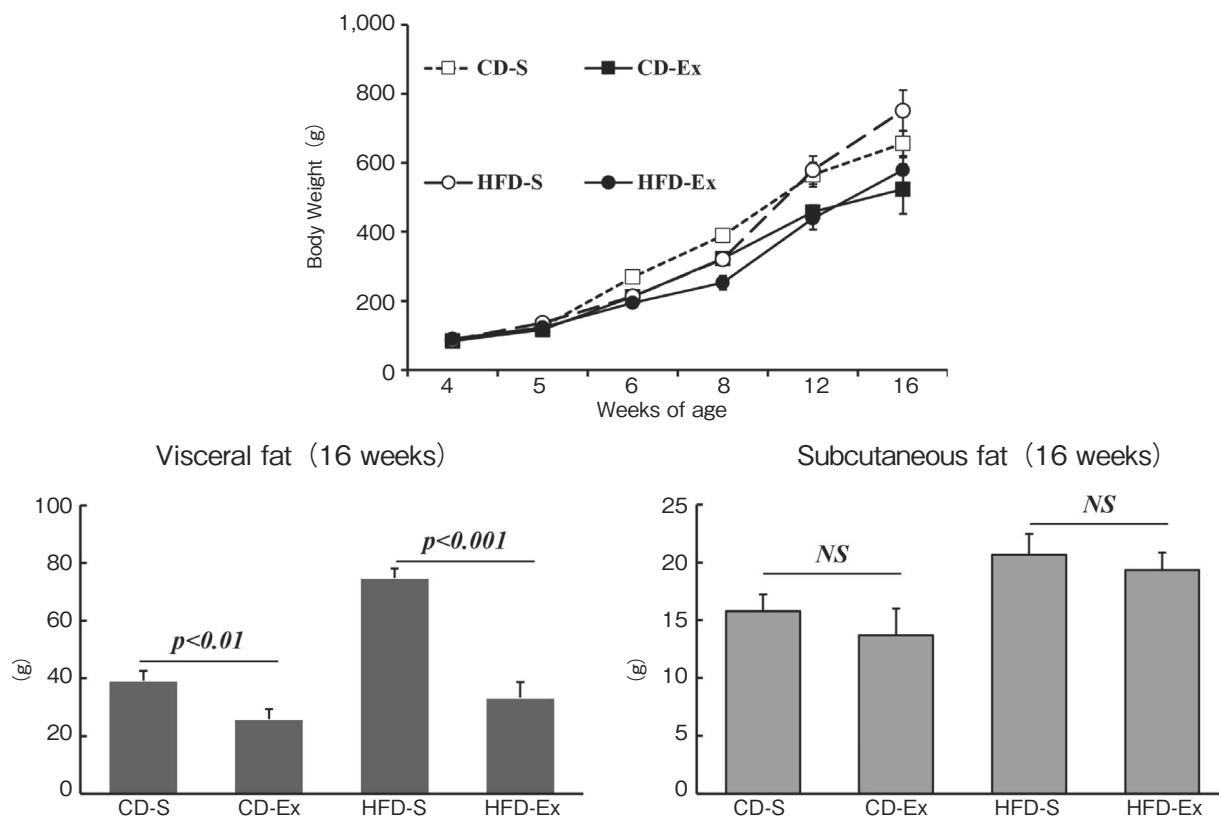 1,000
800
600
400
200
0
Body Weight (g)
CD-S
CD-Ex
HFD-S
HFD-Ex
4 5 6 8 12 16
Weeks of age
Visceral fat (16 weeks)
100
80
60
40
20
0
(g)
p<0.01
p<0.001
CD-S CD-Ex HFD-S HFD-Ex
Subcutaneous fat (16 weeks)
25
20
15
10
5
0
(g)
NS
NS
CD-S CD-Ex HFD-S HFD-Ex